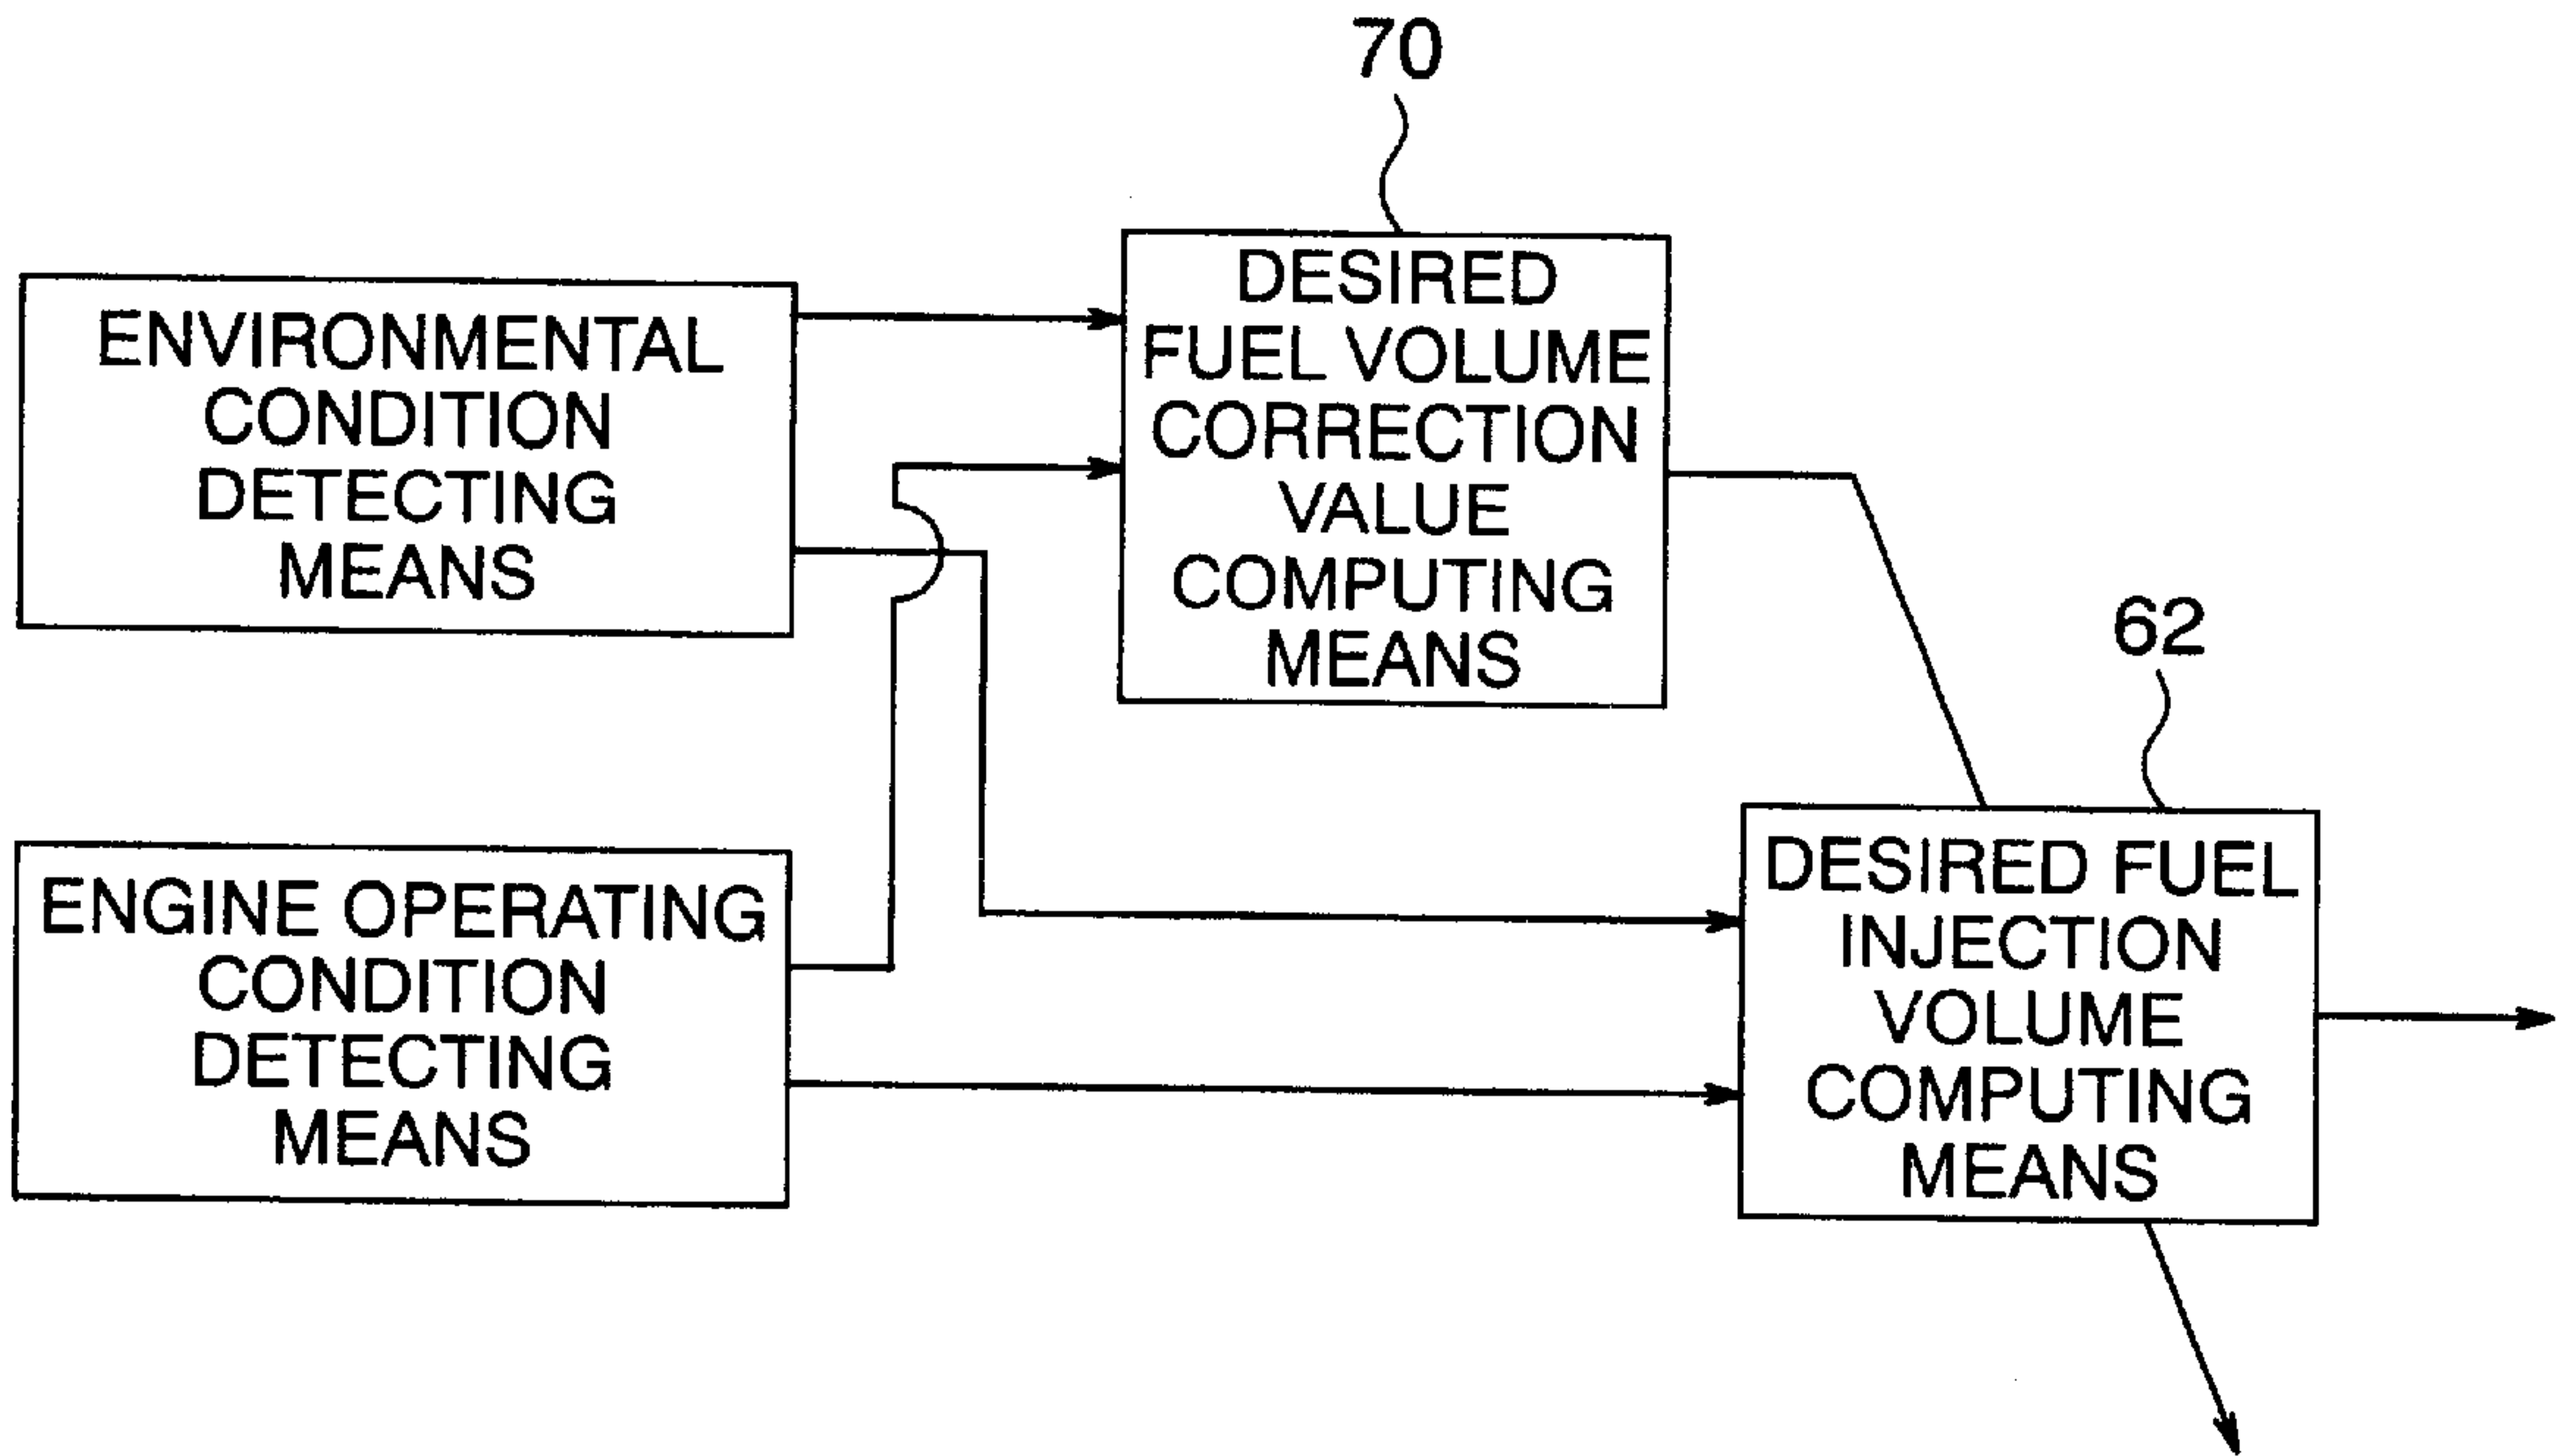 70
DESIRED
FUEL VOLUME
CORRECTION
VALUE
COMPUTING
MEANS
ENVIRONMENTAL
CONDITION
DETECTING
MEANS
62
ENGINE OPERATING
CONDITION
DETECTING
MEANS
DESIRED FUEL
INJECTION
VOLUME
COMPUTING
MEANS